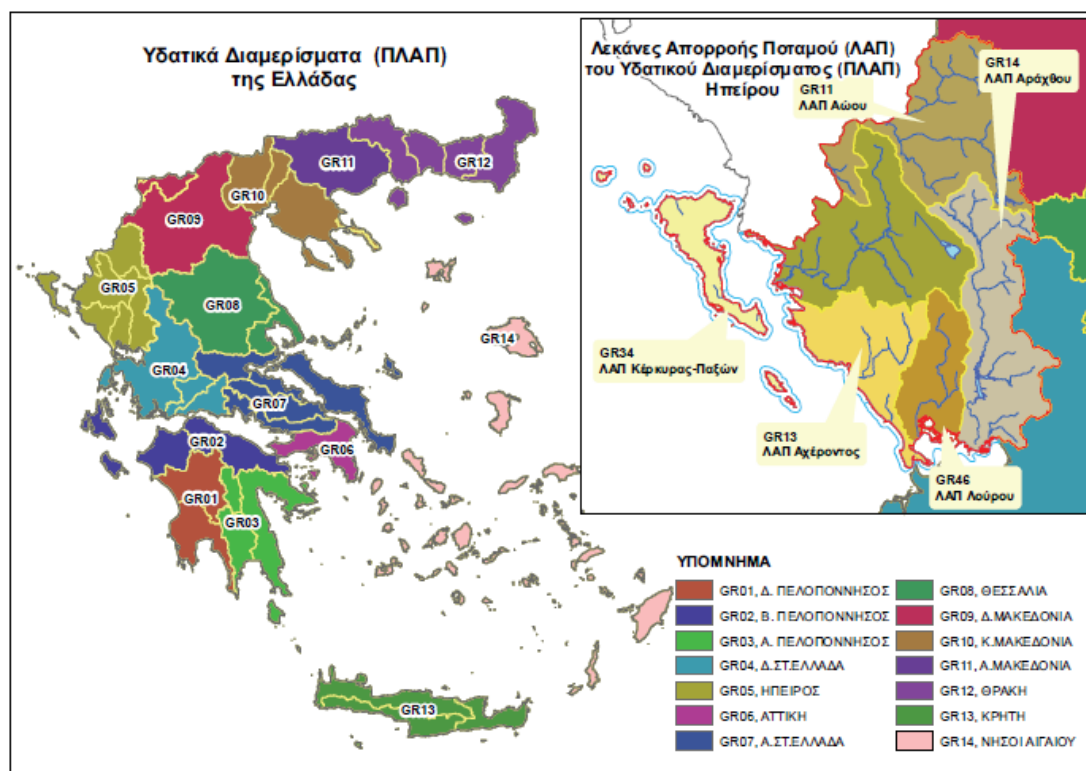 Υδατικά Διαμερίσματα (ΠΛΑΠ)
της Ελλάδας
GR11
GR12
GR10
GR09
GR05
GR08
GR14
GR04
GR07
GR02
GR06
GR01
GR03
GR13
Λεκάνες Απορροής Ποταμού (ΛΑΠ)
του Υδατικού Διαμερίσματος (ΠΛΑΠ)
Ηπείρου
GR14
ΛΑΠ Αράχθου
GR11
ΛΑΠ Αώου
GR34
ΛΑΠ Κέρκυρας-Παξών
GR13
ΛΑΠ Αχέροντος
GR46
ΛΑΠ Λούρου
ΥΠΟΜΝΗΜΑ
GR01, Δ. ΠΕΛΟΠΟΝΝΗΣΟΣ
GR02, Β. ΠΕΛΟΠΟΝΝΗΣΟΣ
GR03, Α. ΠΕΛΟΠΟΝΝΗΣΟΣ
GR04, Δ.ΣΤ.ΕΛΛΑΔΑ
GR05, ΗΠΕΙΡΟΣ
GR06, ΑΤΤΙΚΗ
GR07, Α.ΣΤ.ΕΛΛΑΔΑ
GR08, ΘΕΣΣΑΛΙΑ
GR09, Δ.ΜΑΚΕΔΟΝΙΑ
GR10, Κ.ΜΑΚΕΔΟΝΙΑ
GR11, Α.ΜΑΚΕΔΟΝΙΑ
GR12, ΘΡΑΚΗ
GR13, ΚΡΗΤΗ
GR14, ΝΗΣΟΙ ΑΙΓΑΙΟΥ